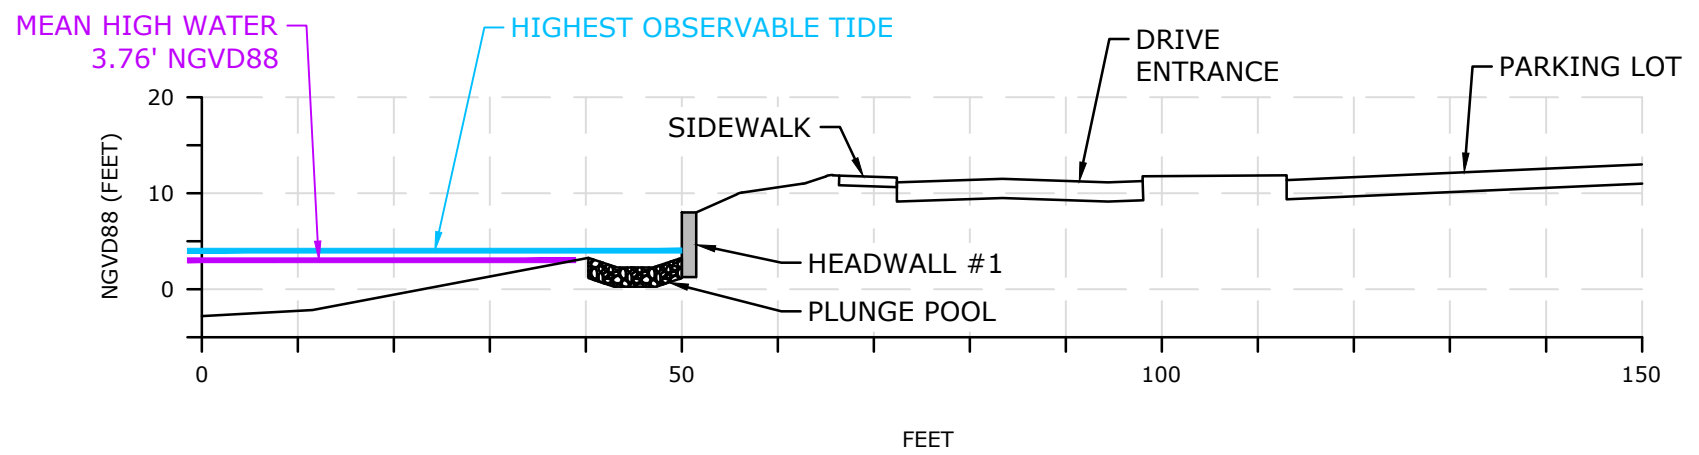 MEAN HIGH WATER
3.76' NGVD88
HIGHEST OBSERVABLE TIDE
DRIVE
ENTRANCE
PARKING LOT
SIDEWALK
HEADWALL #1
PLUNGE POOL
NGVD88 (FEET)
20
10
0
0
50
100
150
FEET